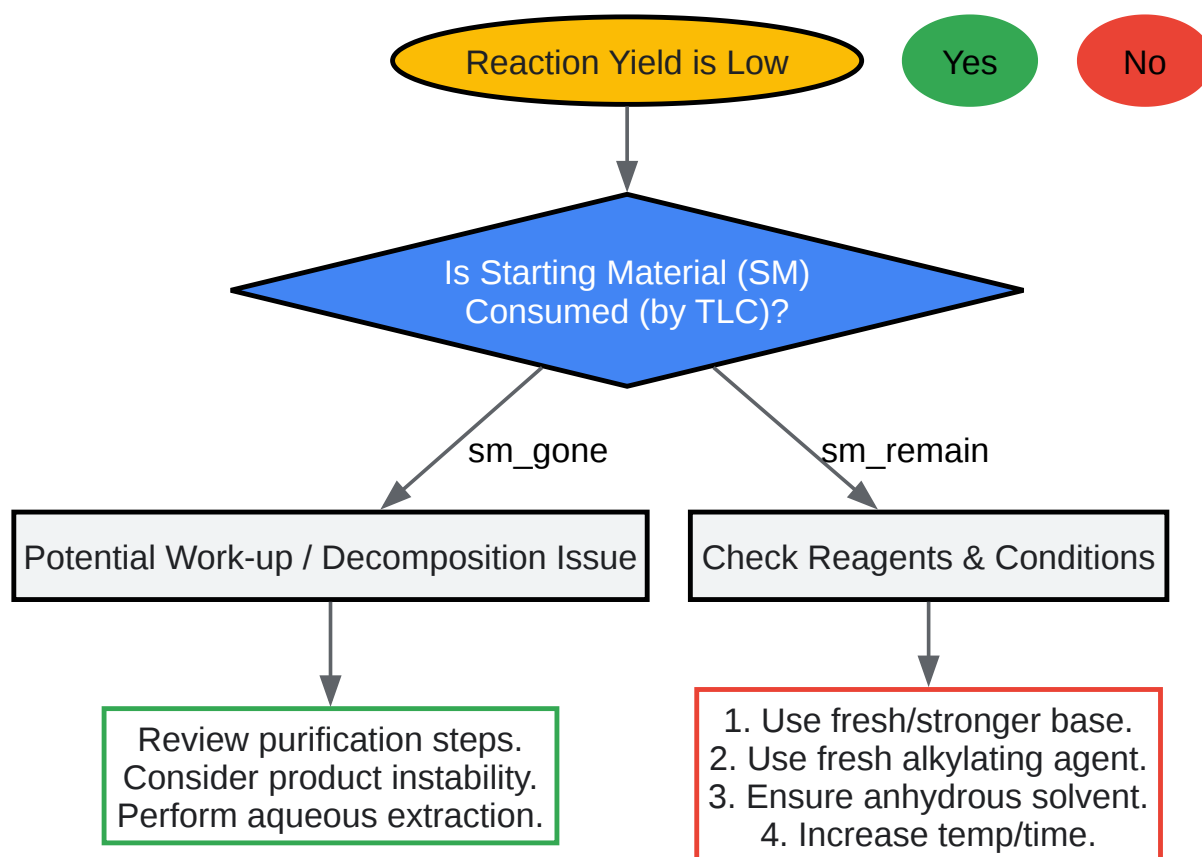 Reaction Yield is Low
Yes
No
Is Starting Material (SM)
Consumed (by TLC)?
sm_gone
sm_remain
Potential Work-up / Decomposition Issue
Check Reagents & Conditions
Review purification steps.
Consider product instability.
Perform aqueous extraction.
1. Use fresh/stronger base.
2. Use fresh alkylating agent.
3. Ensure anhydrous solvent.
4. Increase temp/time.